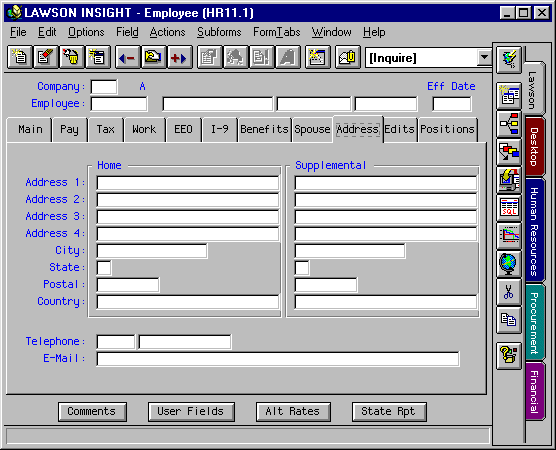 LAWSON INSIGHT - Employee (HR11.1)
File Edit Options Field Actions Subforms FormTabs Window Help
[Inquire]
Company: A Eff Date
Employee:
Main Pay Tax Work EEO I-9 Benefits Spouse Address Edits Positions
Home Supplemental
Address 1:
Address 2:
Address 3:
Address 4:
City:
State:
Postal:
Country:
Telephone:
E-Mail:
Comments User Fields Alt Rates State Rpt
Lawson
Desktop
Human Resources
Procurement
Financial
SQL